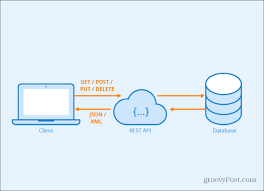 GET / POST /
PUT / DELETE
{...}
JSON /
XML
Client
REST API
Database
groovyPost.com